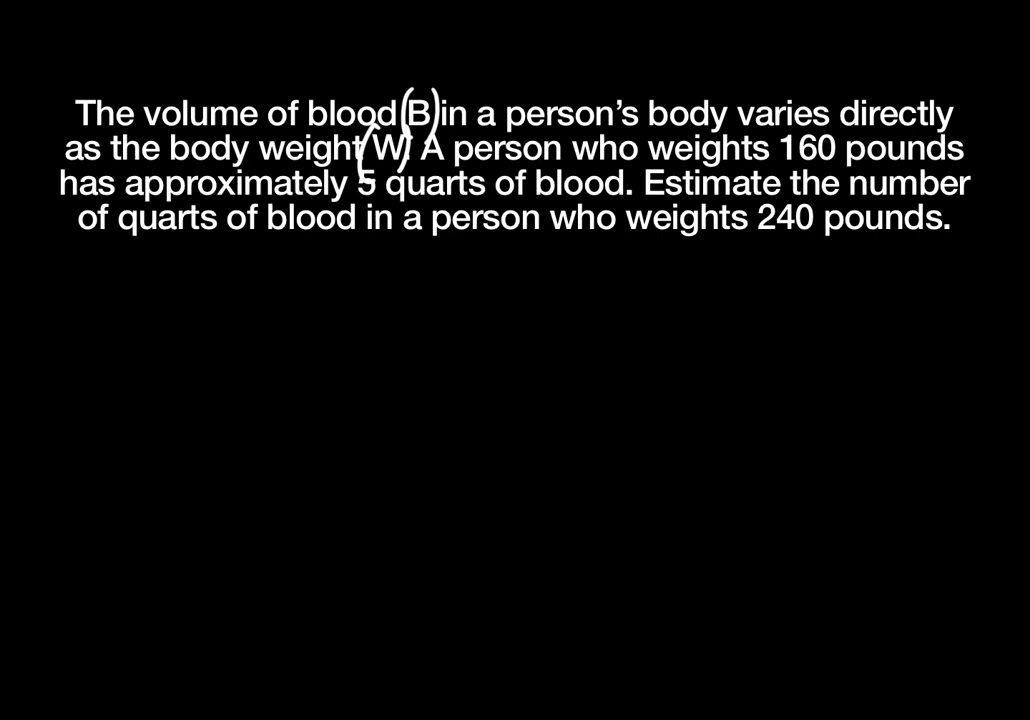 The volume of blood (B) in a person’s body varies directly
as the body weight (W). A person who weights 160 pounds
has approximately 5 quarts of blood. Estimate the number
of quarts of blood in a person who weights 240 pounds.